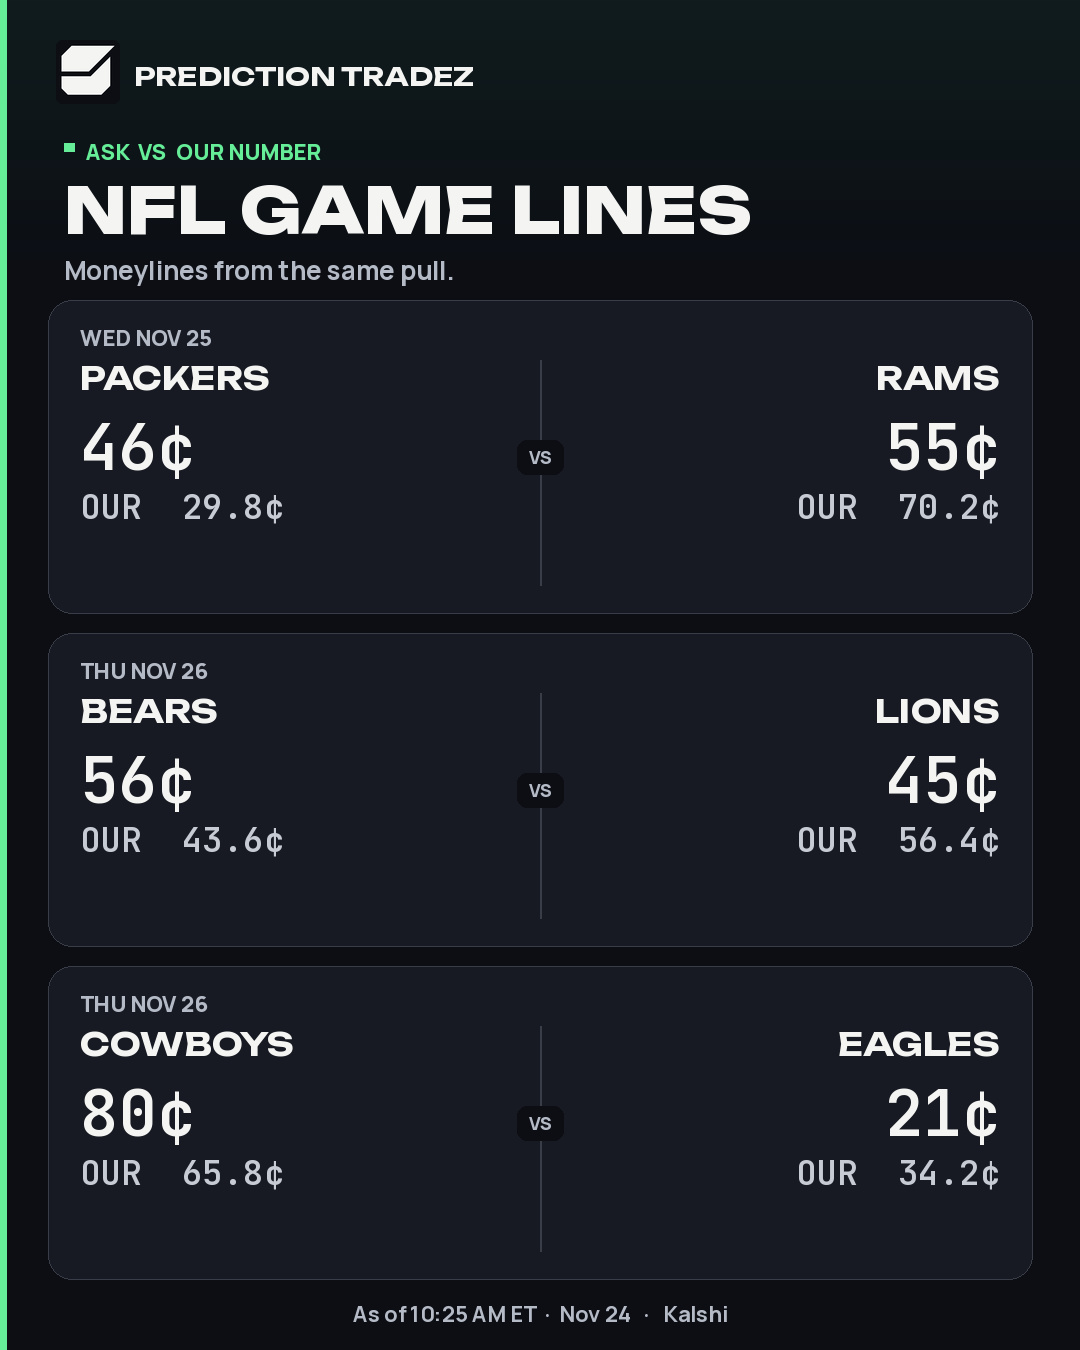 PREDICTION TRADEZ
ASK VS OUR NUMBER
NFL GAME LINES
Moneylines from the same pull.
WED NOV 25
PACKERS RAMS
46¢ VS 55¢
OUR 29.8¢ OUR 70.2¢
THU NOV 26
BEARS LIONS
56¢ VS 45¢
OUR 43.6¢ OUR 56.4¢
THU NOV 26
COWBOYS EAGLES
80¢ VS 21¢
OUR 65.8¢ OUR 34.2¢
As of 10:25 AM ET · Nov 24 · Kalshi